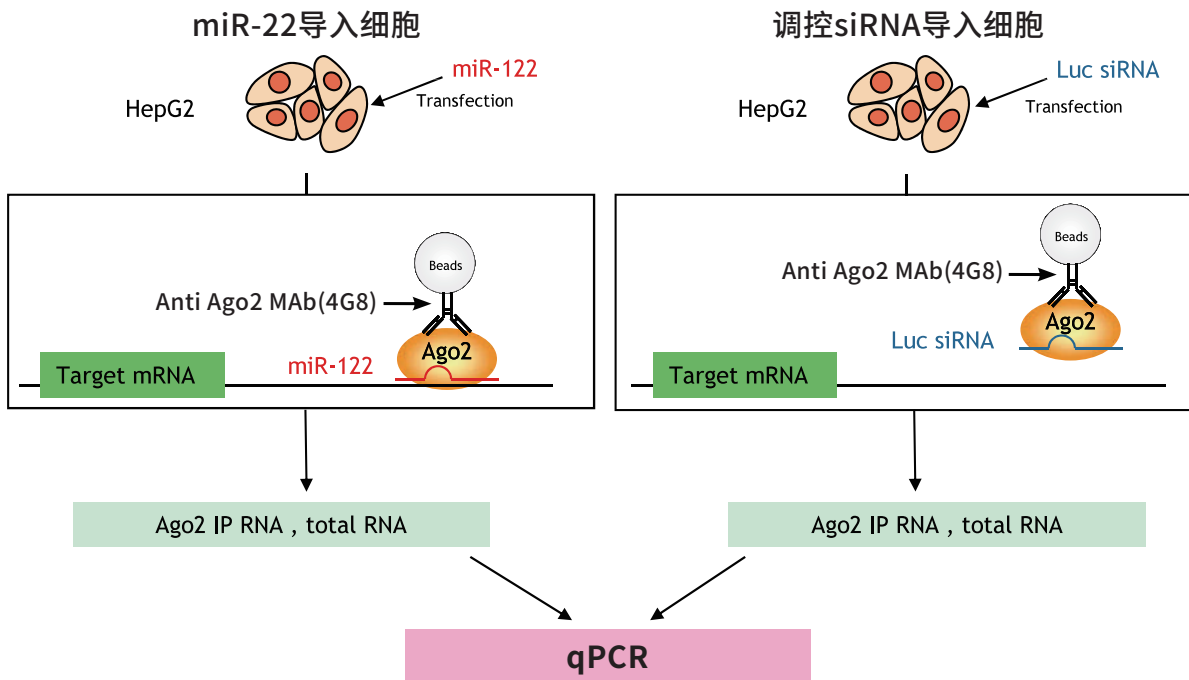 miR-22导入细胞
miR-122
Transfection
HepG2
Beads
Anti Ago2 MAb(4G8)
Ago2
miR-122
Target mRNA
Ago2 IP RNA , total RNA
调控siRNA导入细胞
Luc siRNA
Transfection
HepG2
Beads
Anti Ago2 MAb(4G8)
Ago2
Luc siRNA
Target mRNA
Ago2 IP RNA , total RNA
qPCR